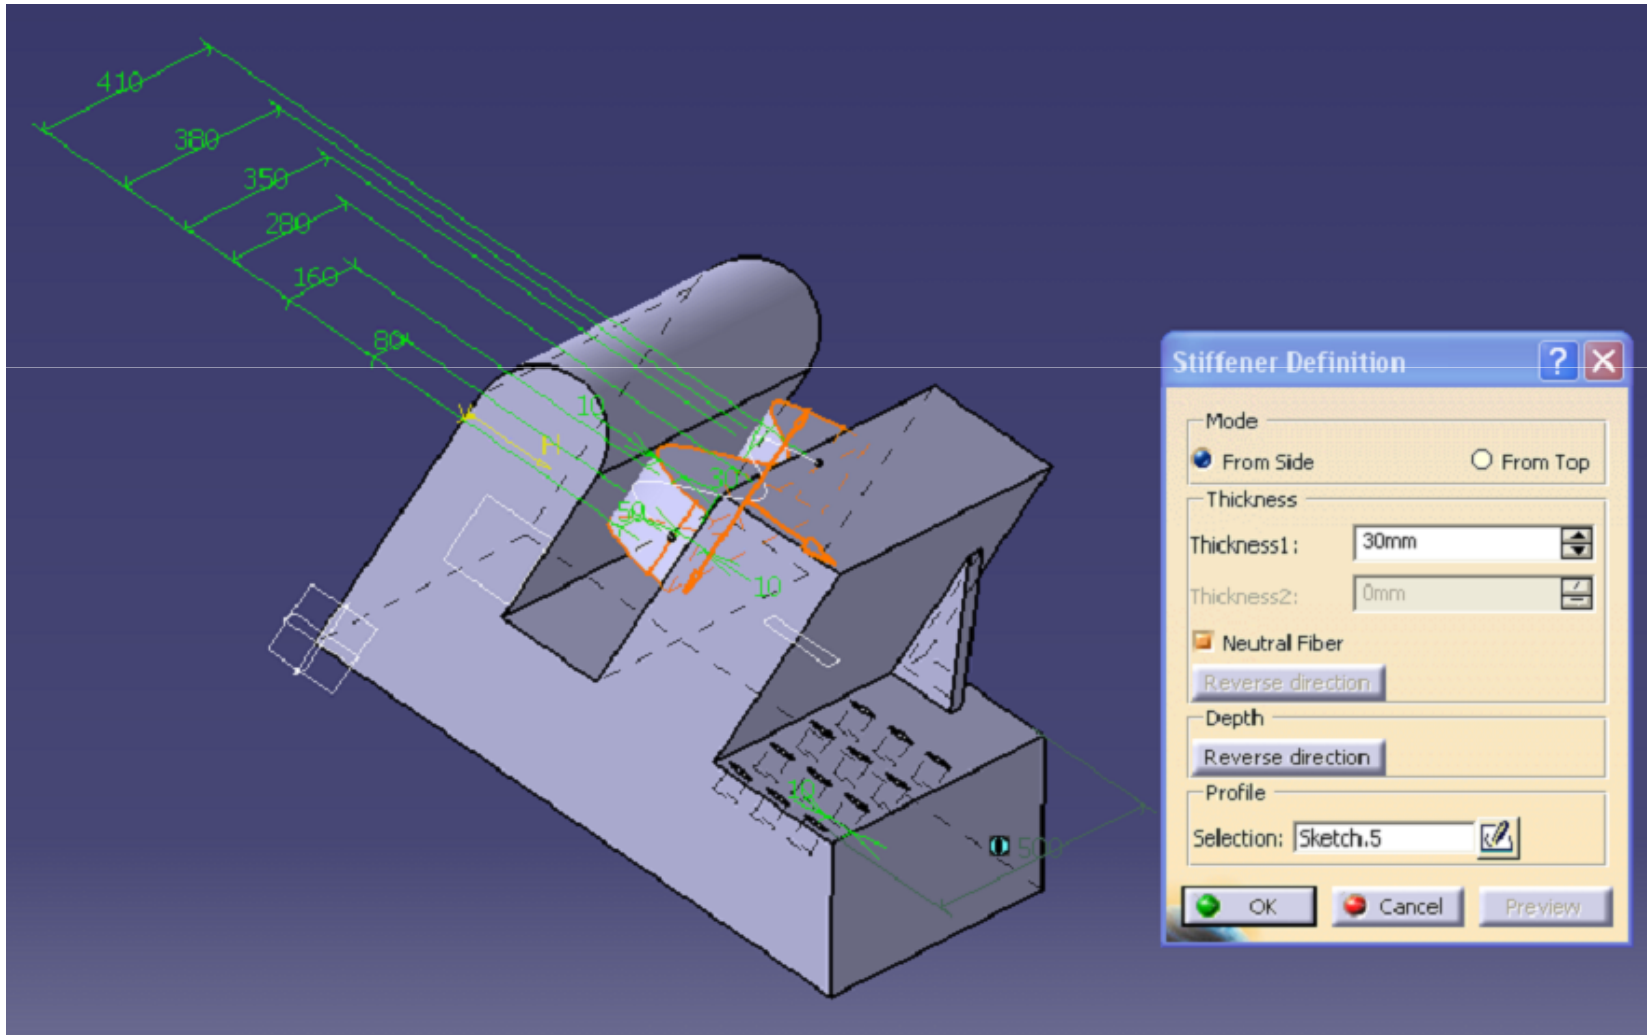 410
380
350
280
160
80
V
H
10
30
50
10
10
500
Stiffener Definition
Mode
From Side
From Top
Thickness
Thickness1:
30mm
Thickness2:
0mm
Neutral Fiber
Reverse direction
Depth
Reverse direction
Profile
Selection:
Sketch.5
OK
Cancel
Preview